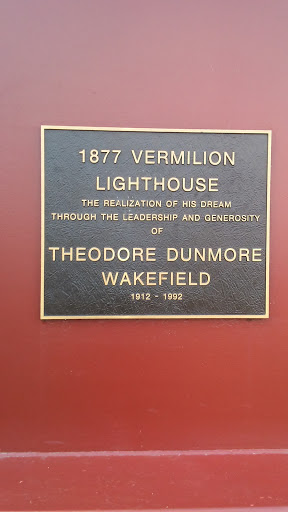 1877 VERMILION
LIGHTHOUSE
THE REALIZATION OF HIS DREAM
THROUGH THE LEADERSHIP AND GENEROSITY
OF
THEODORE DUNMORE
WAKEFIELD
1912 - 1992